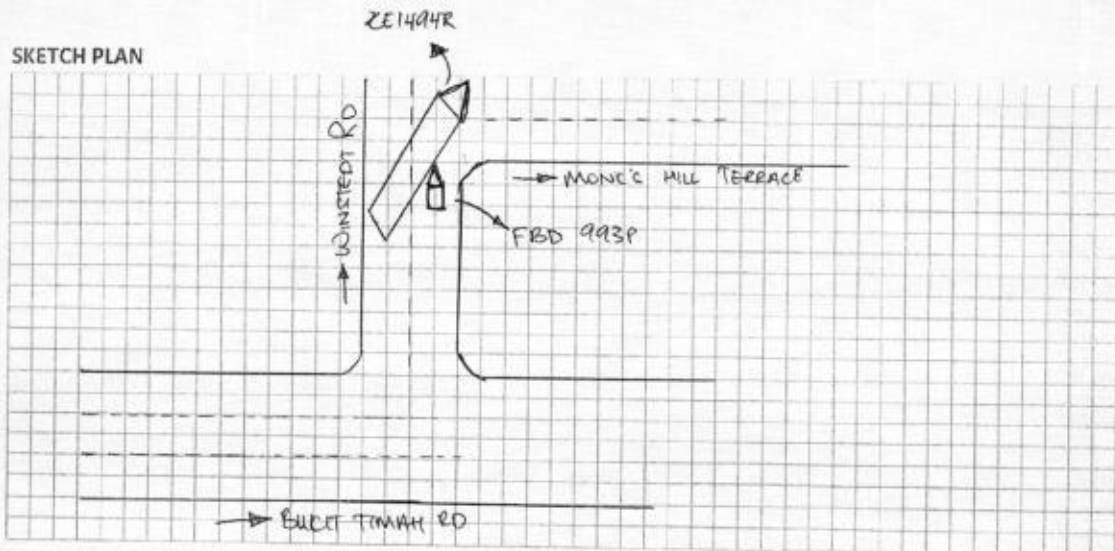 ZE1494R
SKETCH PLAN
WINSTEDT RD
MONK'S HILL TERRACE
FBD 993P
BUKIT TIMAH RD